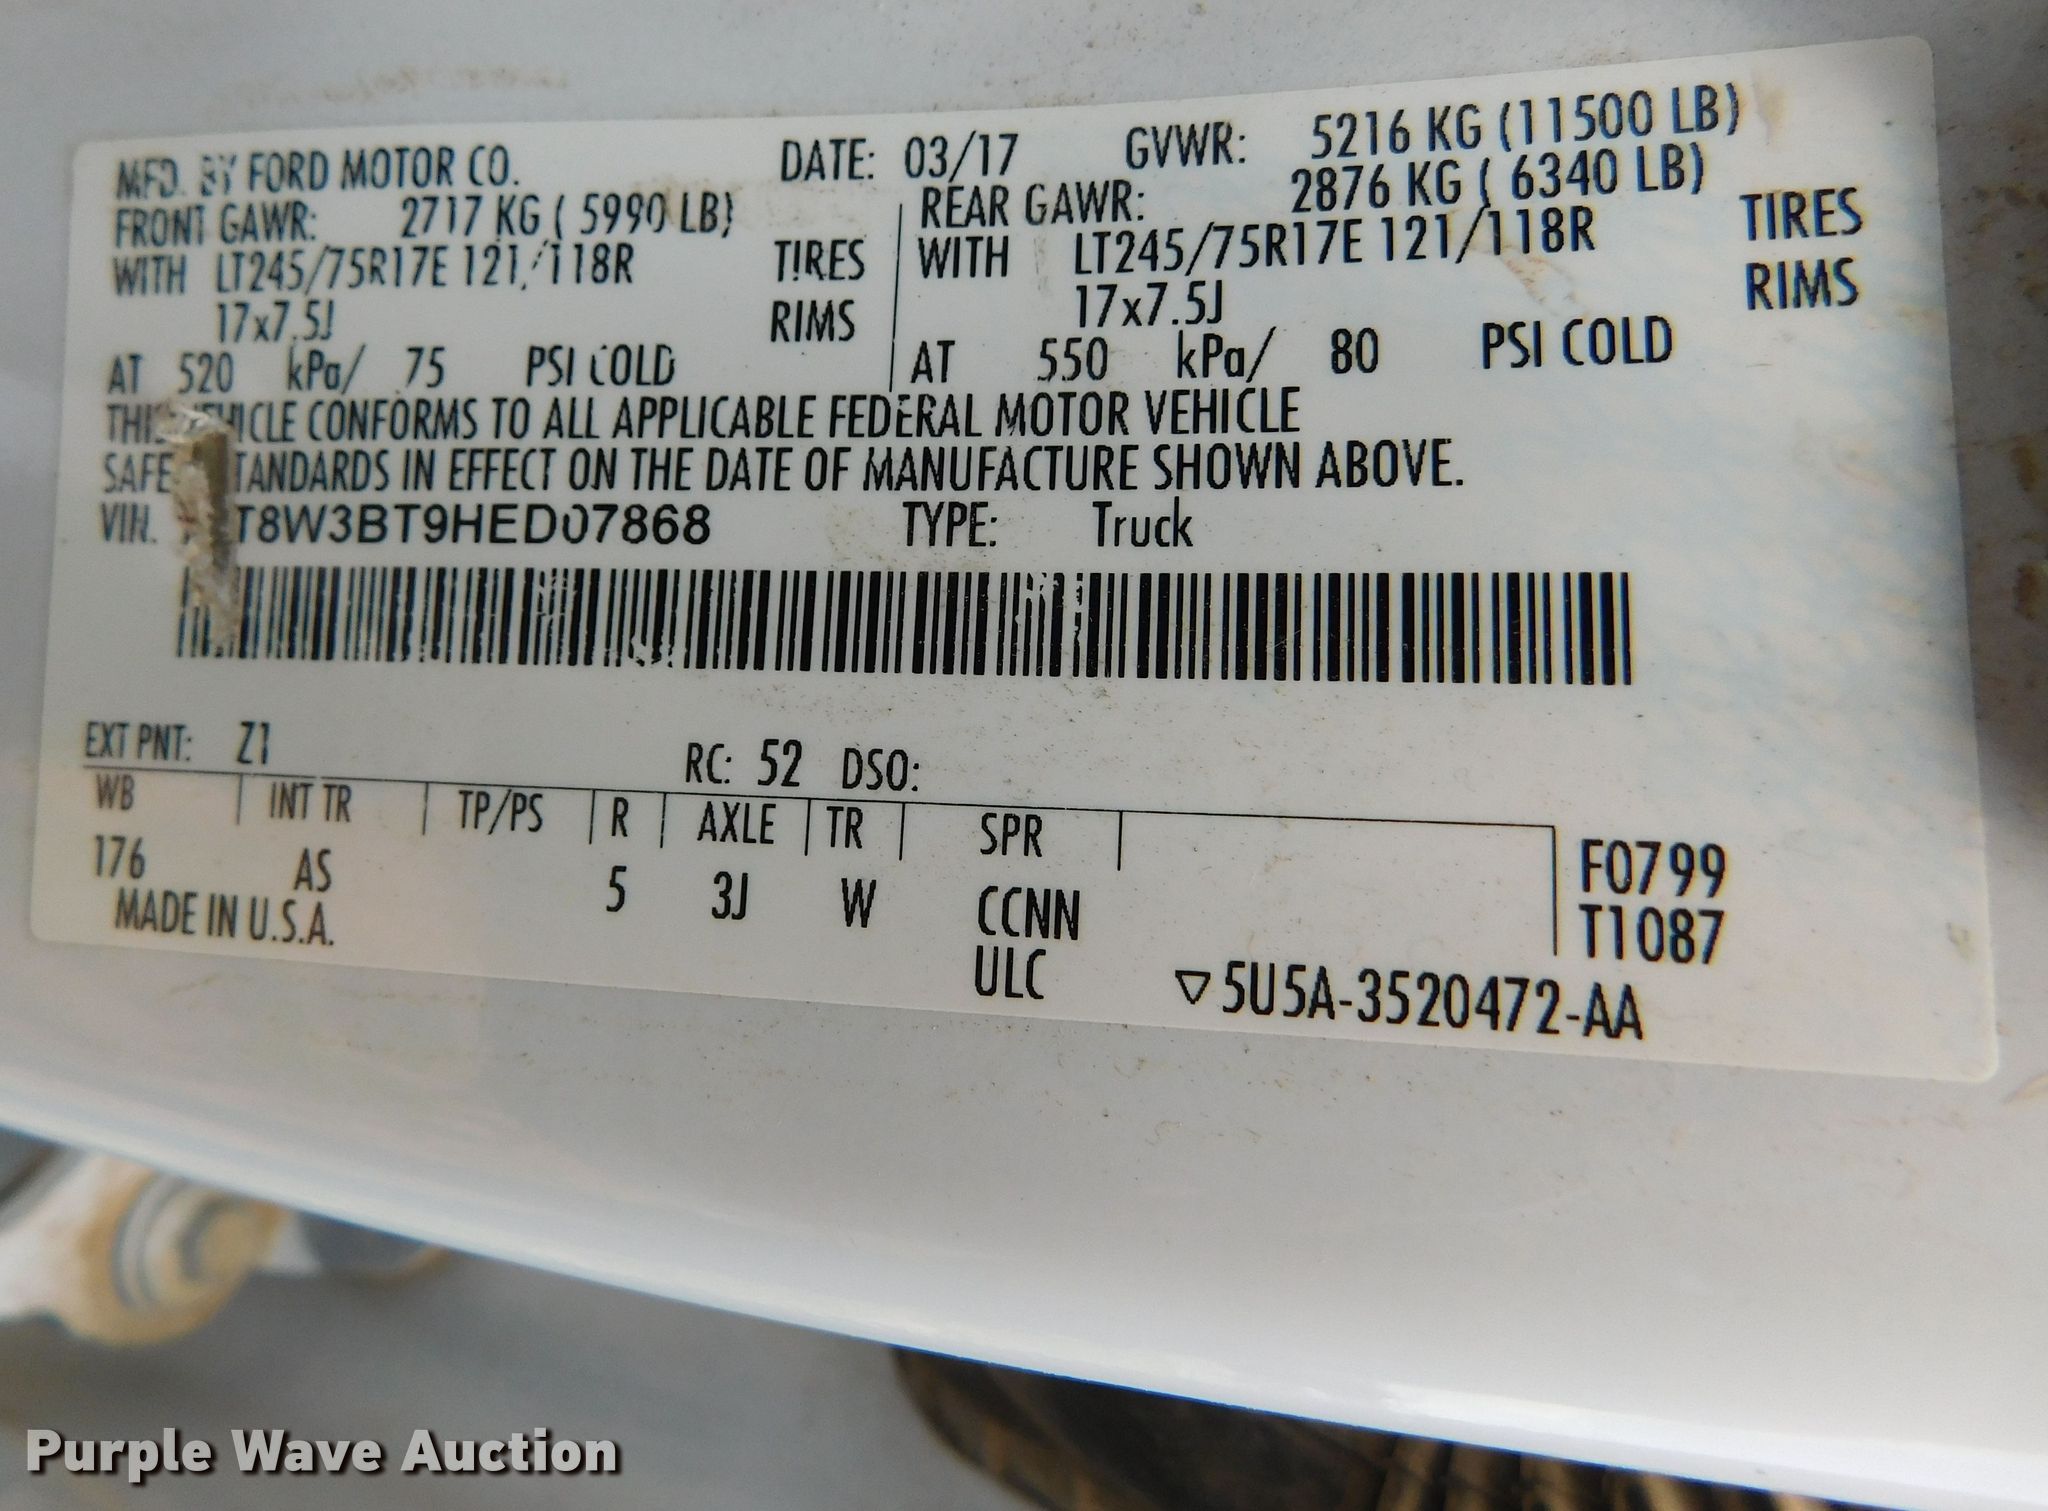 MFD. BY FORD MOTOR CO. DATE: 03/17 GVWR: 5216 KG (11500 LB)
FRONT GAWR: 2717 KG ( 5990 LB) REAR GAWR: 2876 KG ( 6340 LB)
WITH LT245/75R17E 121/118R TIRES WITH LT245/75R17E 121/118R TIRES
17x7.5J RIMS 17x7.5J RIMS
AT 520 kPa/ 75 PSI COLD AT 550 kPa/ 80 PSI COLD
THIS VEHICLE CONFORMS TO ALL APPLICABLE FEDERAL MOTOR VEHICLE
SAFETY STANDARDS IN EFFECT ON THE DATE OF MANUFACTURE SHOWN ABOVE.
VIN. T8W3BT9HED07868 TYPE: Truck
EXT PNT: Z1 RC: 52 DSO:
WB INT TR TP/PS R AXLE TR SPR
176 AS 5 3J W CCNN F0799
MADE IN U.S.A. ULC T1087
▽5U5A-3520472-AA
Purple Wave Auction